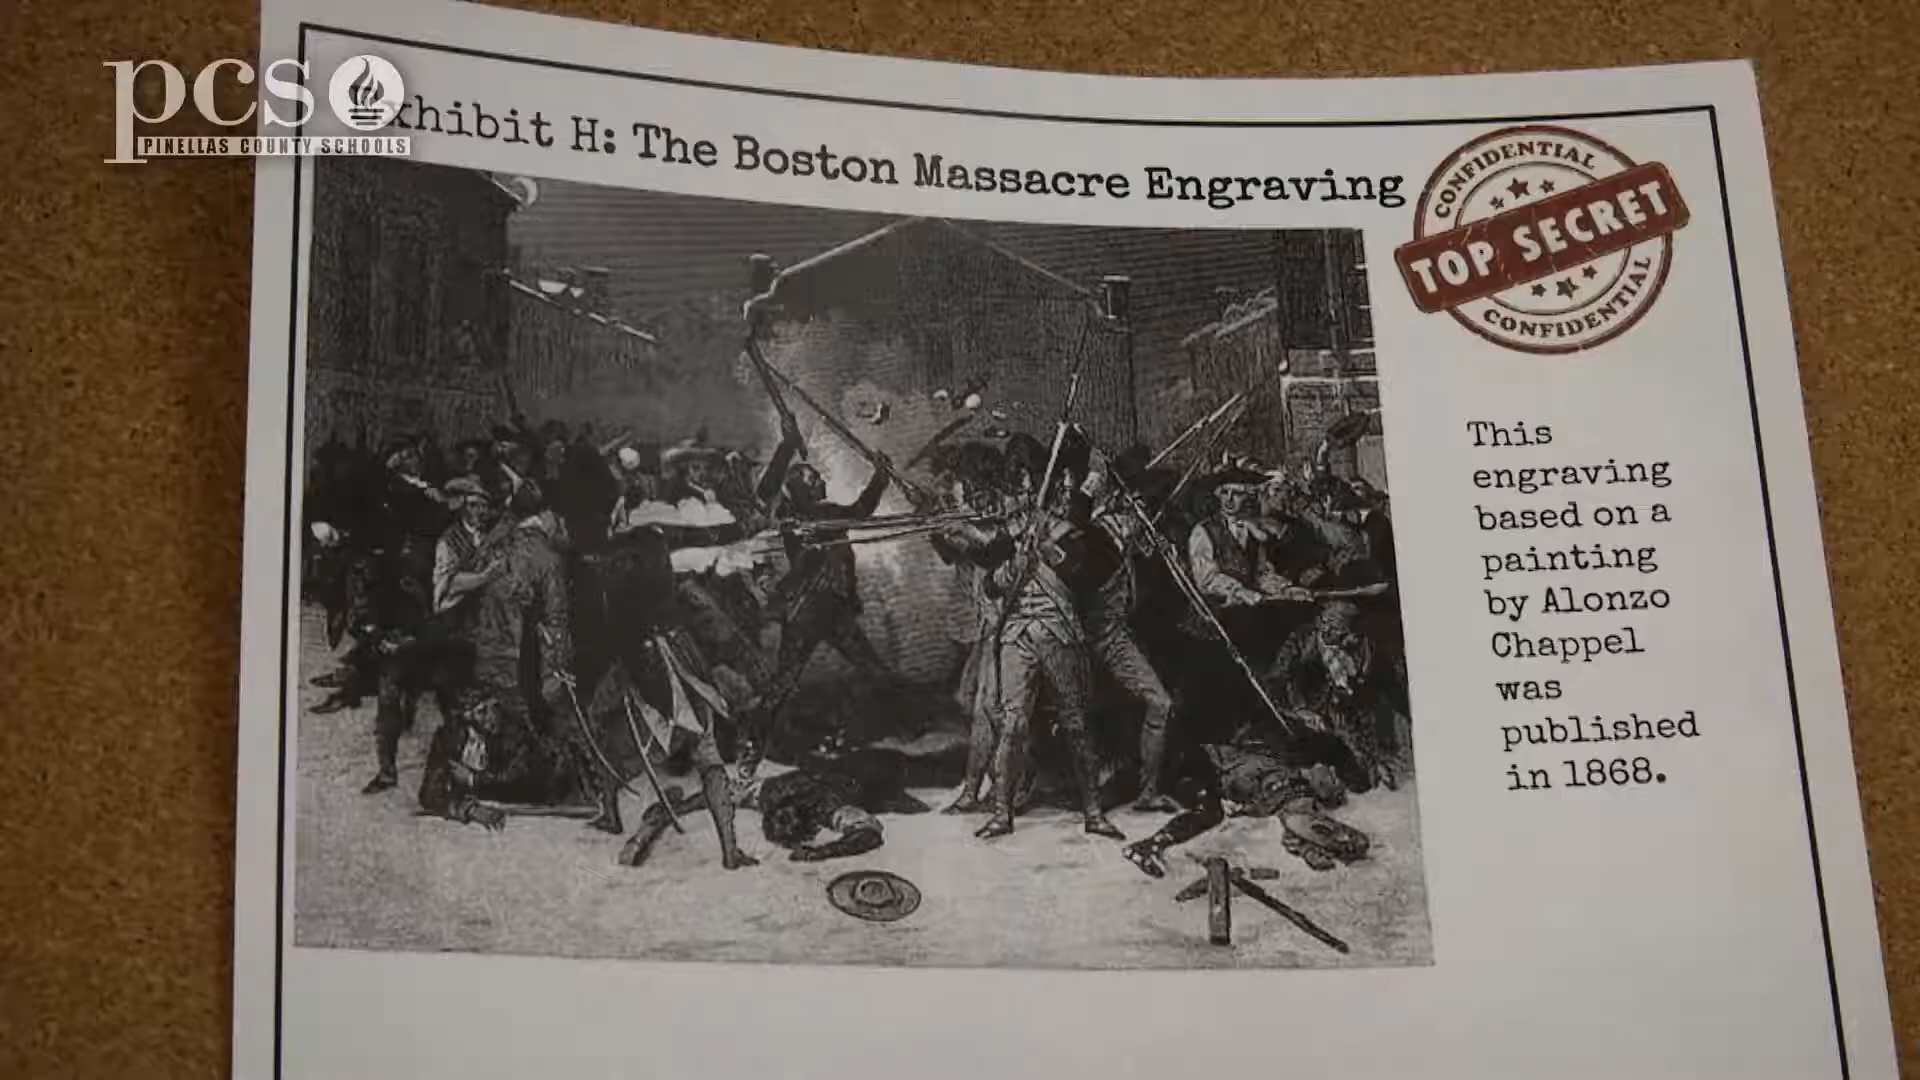 pcs
PINELLAS COUNTY SCHOOLS
Exhibit H: The Boston Massacre Engraving
CONFIDENTIAL
TOP SECRET
CONFIDENTIAL
This
engraving
based on a
painting
by Alonzo
Chappel
was
published
in 1868.